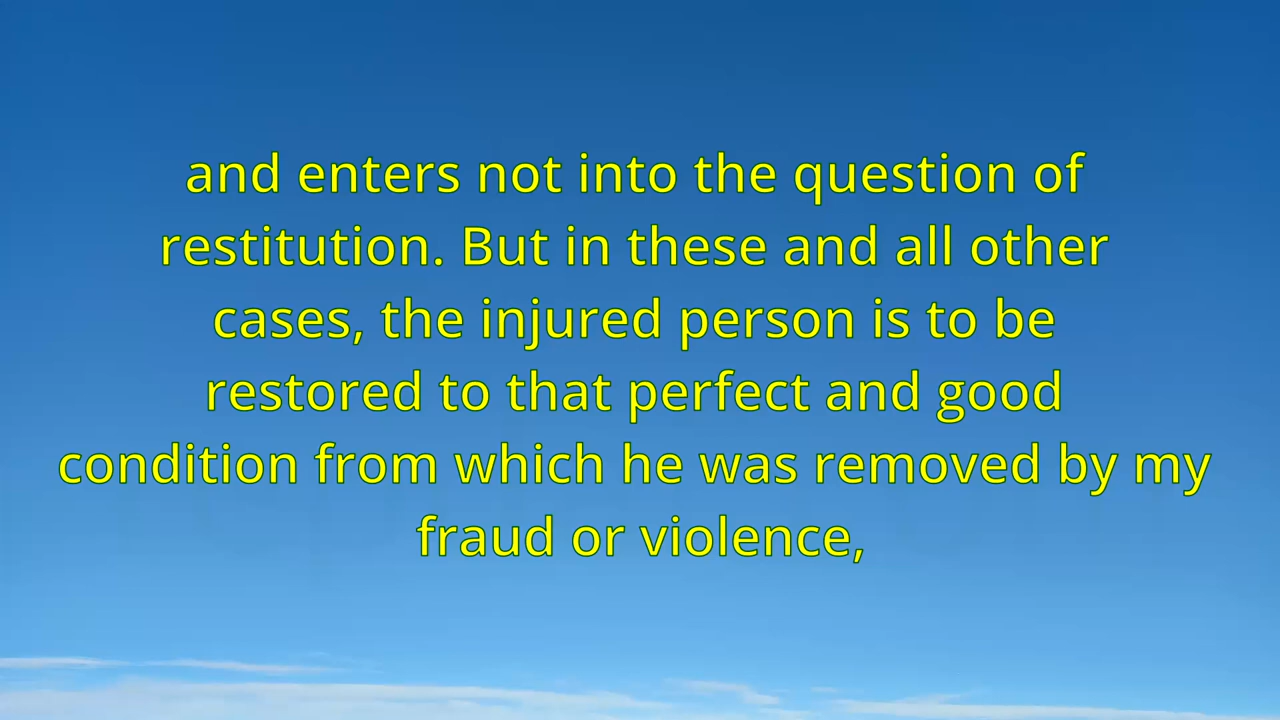 and enters not into the question of
restitution. But in these and all other
cases, the injured person is to be
restored to that perfect and good
condition from which he was removed by my
fraud or violence,